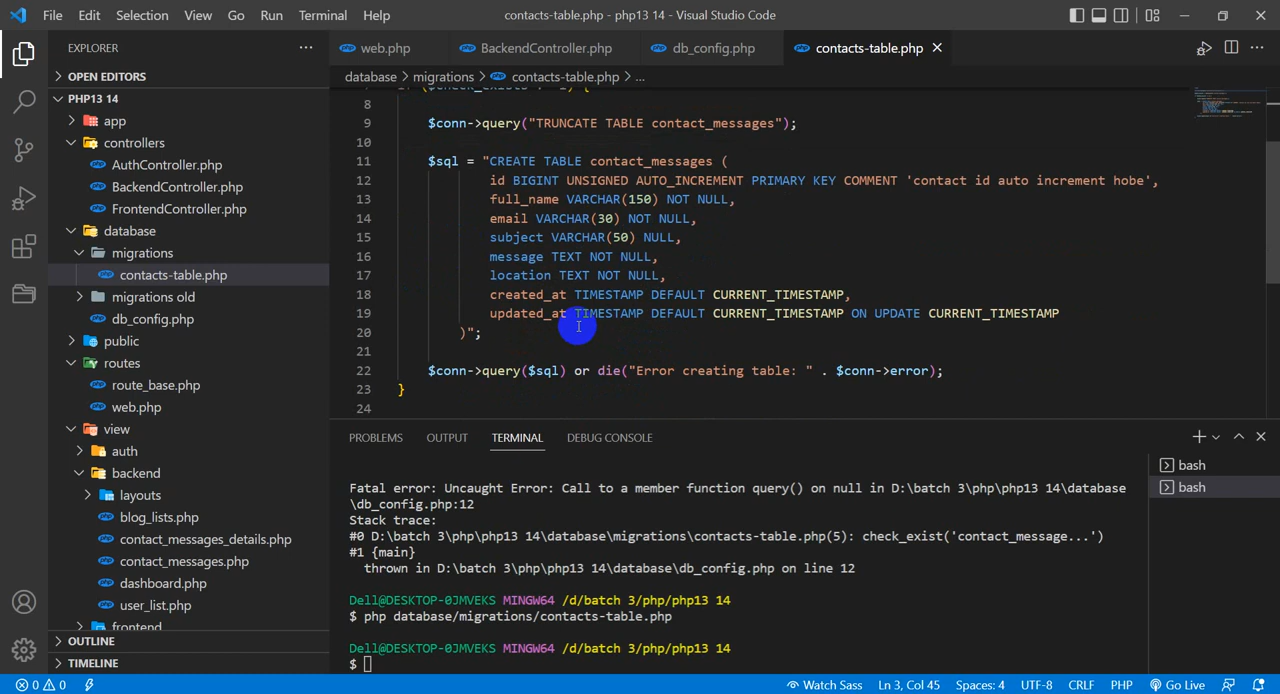 File Edit Selection View Go Run Terminal Help contacts-table.php - php13 14 - Visual Studio Code
EXPLORER
OPEN EDITORS
PHP13 14
app
controllers
AuthController.php
BackendController.php
FrontendController.php
database
migrations
contacts-table.php
migrations old
db_config.php
public
routes
route_base.php
web.php
view
auth
backend
layouts
blog_lists.php
contact_messages_details.php
contact_messages.php
dashboard.php
user_list.php
frontend
OUTLINE
TIMELINE
web.php BackendController.php db_config.php contacts-table.php
database > migrations > contacts-table.php > ...
8
9 $conn->query("TRUNCATE TABLE contact_messages");
10
11 $sql = "CREATE TABLE contact_messages (
12 id BIGINT UNSIGNED AUTO_INCREMENT PRIMARY KEY COMMENT 'contact id auto increment hobe',
13 full_name VARCHAR(150) NOT NULL,
14 email VARCHAR(30) NOT NULL,
15 subject VARCHAR(50) NULL,
16 message TEXT NOT NULL,
17 location TEXT NOT NULL,
18 created_at TIMESTAMP DEFAULT CURRENT_TIMESTAMP,
19 updated_at TIMESTAMP DEFAULT CURRENT_TIMESTAMP ON UPDATE CURRENT_TIMESTAMP
20 )";
21
22 $conn->query($sql) or die("Error creating table: " . $conn->error);
23 }
24
PROBLEMS OUTPUT TERMINAL DEBUG CONSOLE
Fatal error: Uncaught Error: Call to a member function query() on null in D:\batch 3\php\php13 14\database
\db_config.php:12
Stack trace:
#0 D:\batch 3\php\php13 14\database\migrations\contacts-table.php(5): check_exist('contact_message...')
#1 {main}
thrown in D:\batch 3\php\php13 14\database\db_config.php on line 12
Dell@DESKTOP-0JMVEKS MINGW64 /d/batch 3/php/php13 14
$ php database/migrations/contacts-table.php
Dell@DESKTOP-0JMVEKS MINGW64 /d/batch 3/php/php13 14
$
bash
bash
0 0 Watch Sass Ln 3, Col 45 Spaces: 4 UTF-8 CRLF PHP Go Live